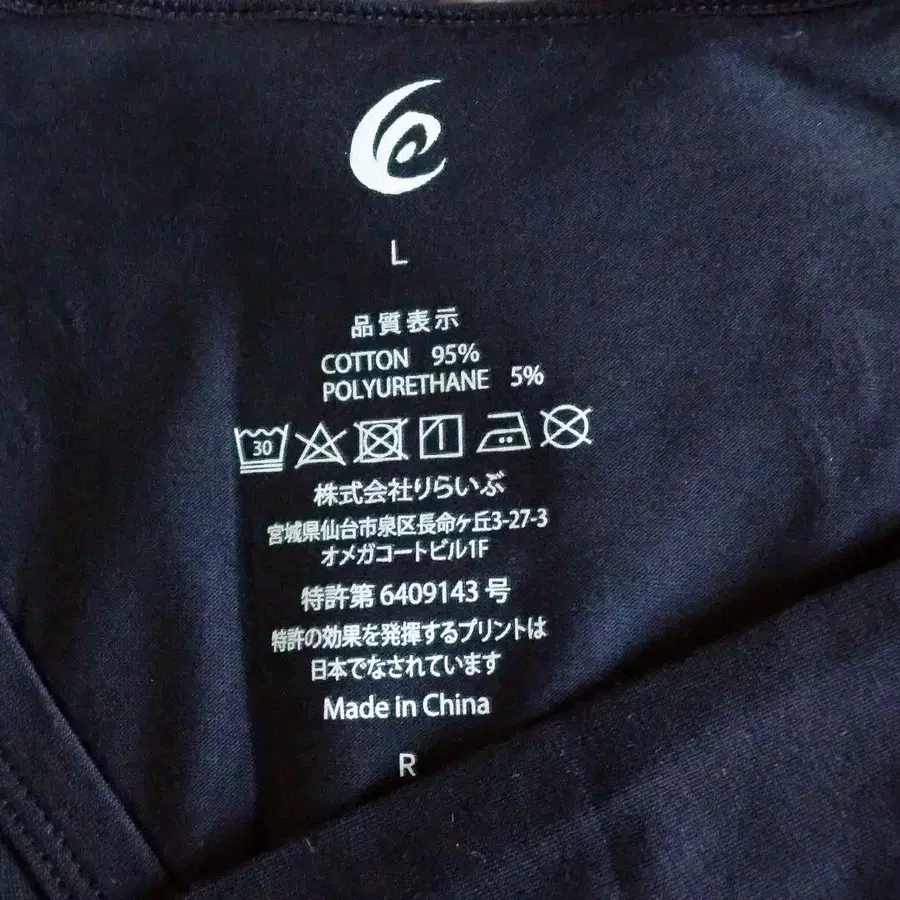 L
品質表示
COTTON 95%
POLYURETHANE 5%
30
株式会社りらいぶ
宮城県仙台市泉区長命ヶ丘3-27-3
オメガコートビル1F
特許第 6409143 号
特許の効果を発揮するプリントは
日本でなされています
Made in China
R